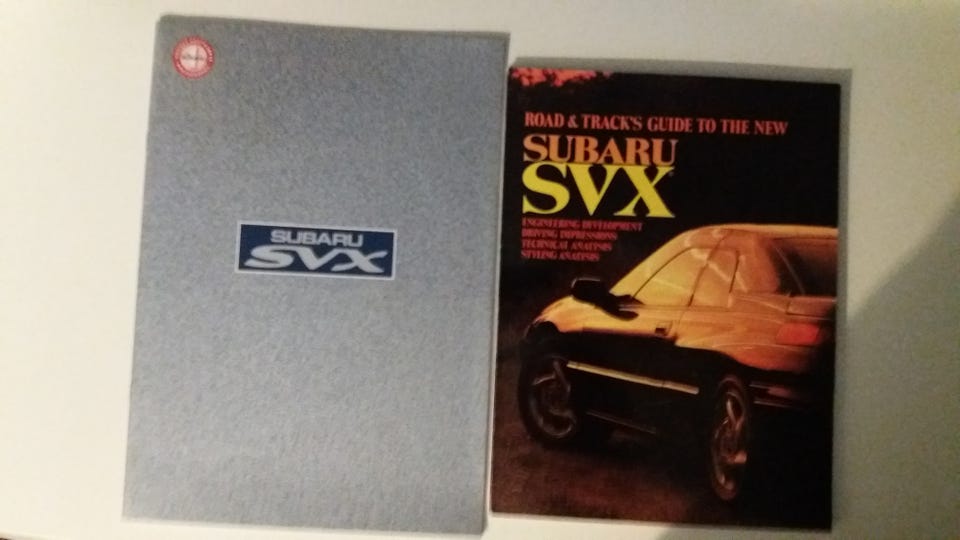 SUBARU
SVX
ROAD & TRACK'S GUIDE TO THE NEW
SUBARU
SVX
ENGINEERING DEVELOPMENT
DRIVING IMPRESSIONS
TECHNICAL ANALYSIS
STYLING ANALYSIS